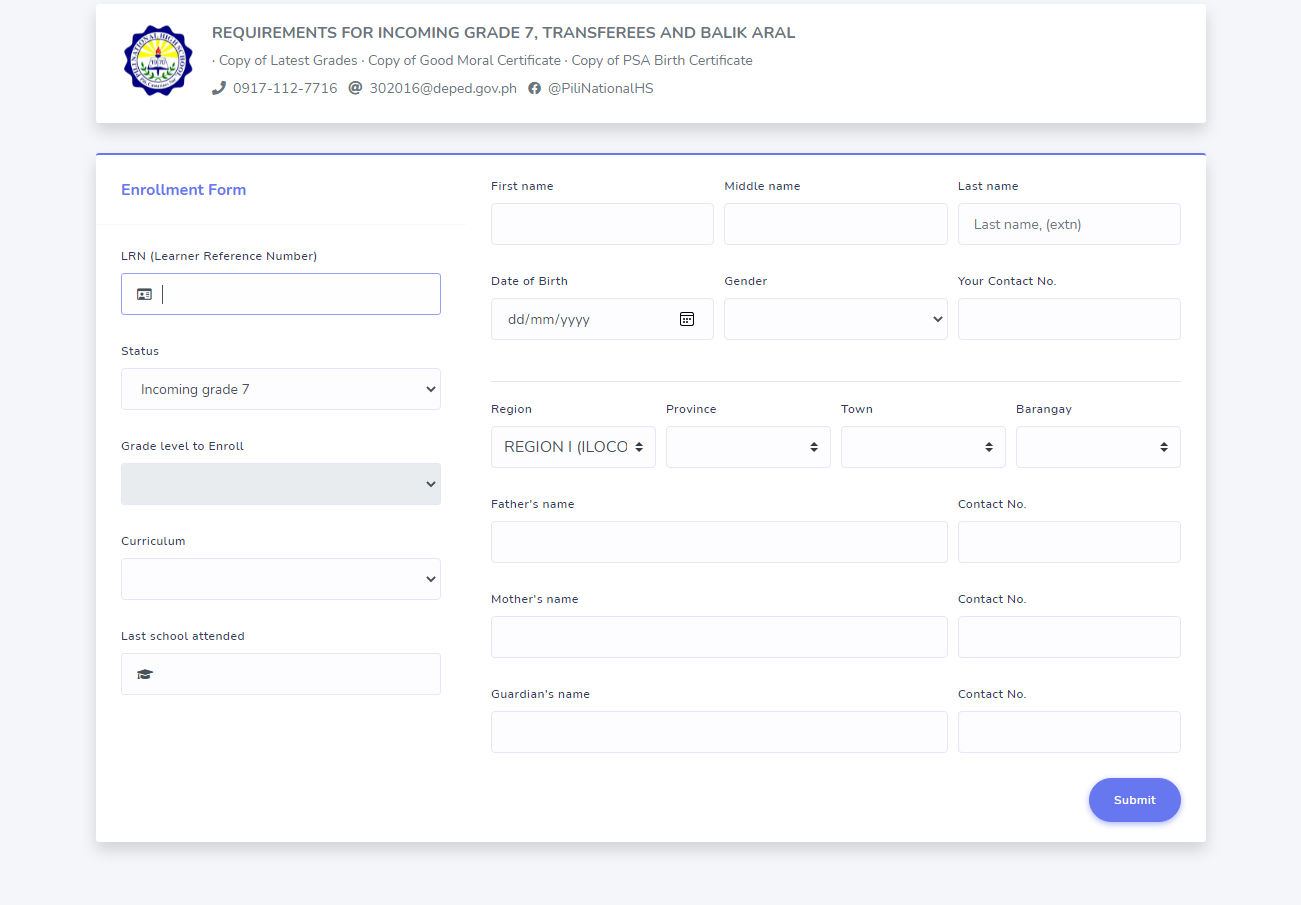 REQUIREMENTS FOR INCOMING GRADE 7, TRANSFEREES AND BALIK ARAL
· Copy of Latest Grades · Copy of Good Moral Certificate · Copy of PSA Birth Certificate
0917-112-7716 302016@deped.gov.ph @PiliNationalHS
Enrollment Form
LRN (Learner Reference Number)
Status
Incoming grade 7
Grade level to Enroll
Curriculum
Last school attended
First name Middle name Last name
Last name, (extn)
Date of Birth Gender Your Contact No.
dd/mm/yyyy
Region Province Town Barangay
REGION I (ILOCO
Father's name Contact No.
Mother's name Contact No.
Guardian's name Contact No.
Submit